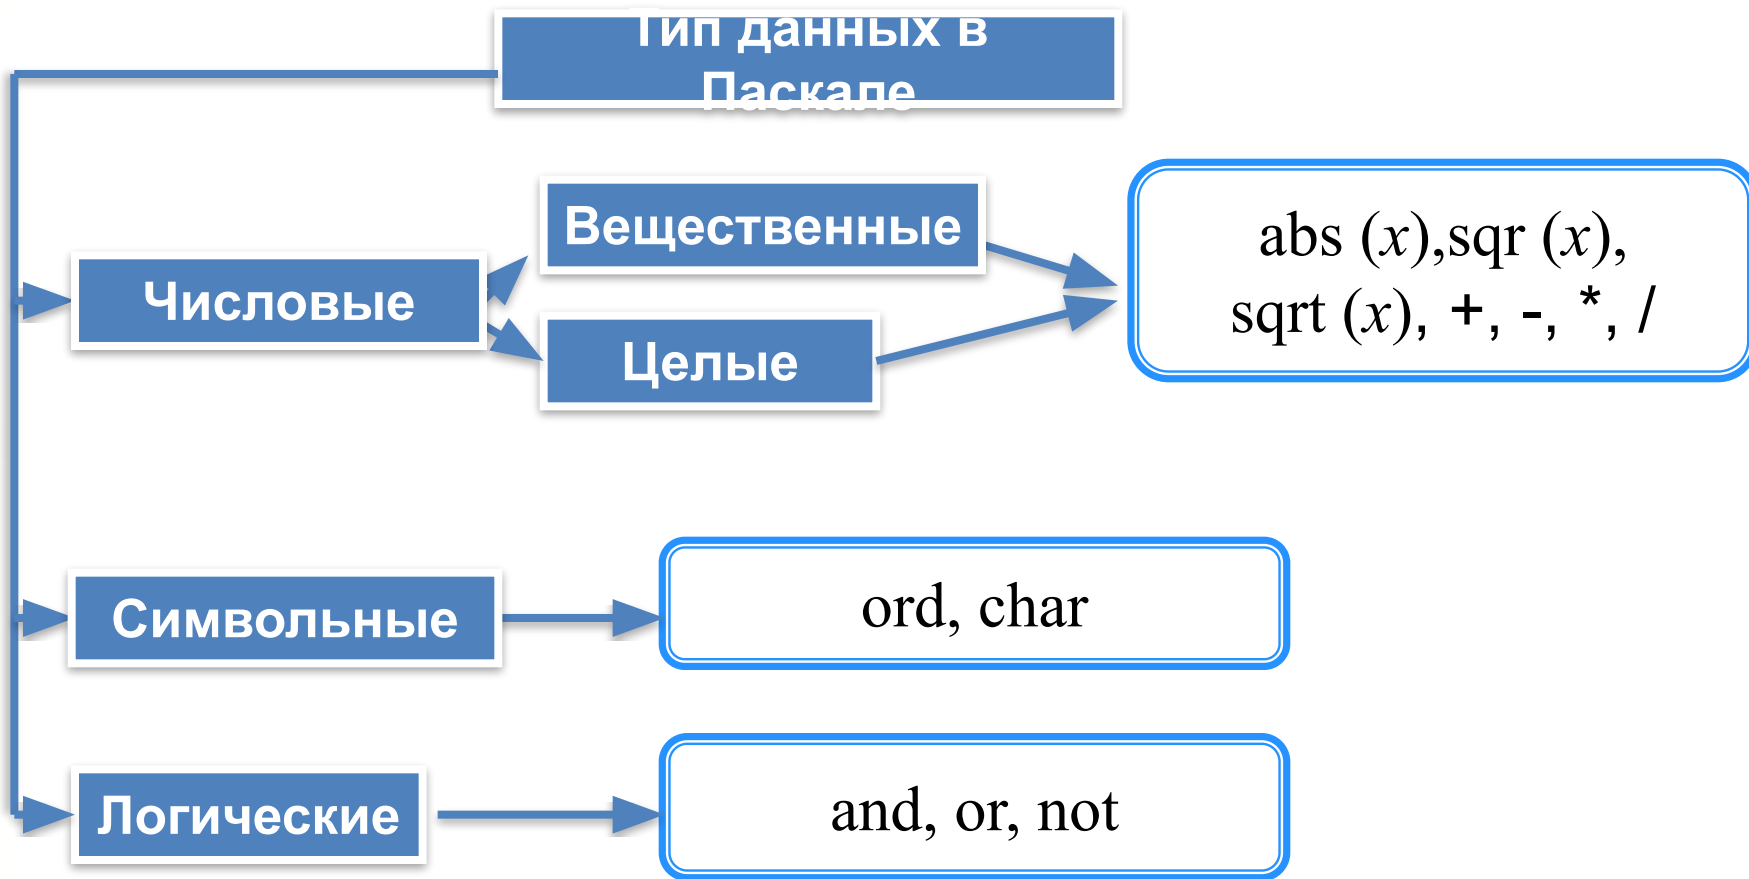 Тип данных в
Паскале
Вещественные
abs (x),sqr (x),
sqrt (x), +, -, *, /
Числовые
Целые
Символьные
ord, char
Логические
and, or, not